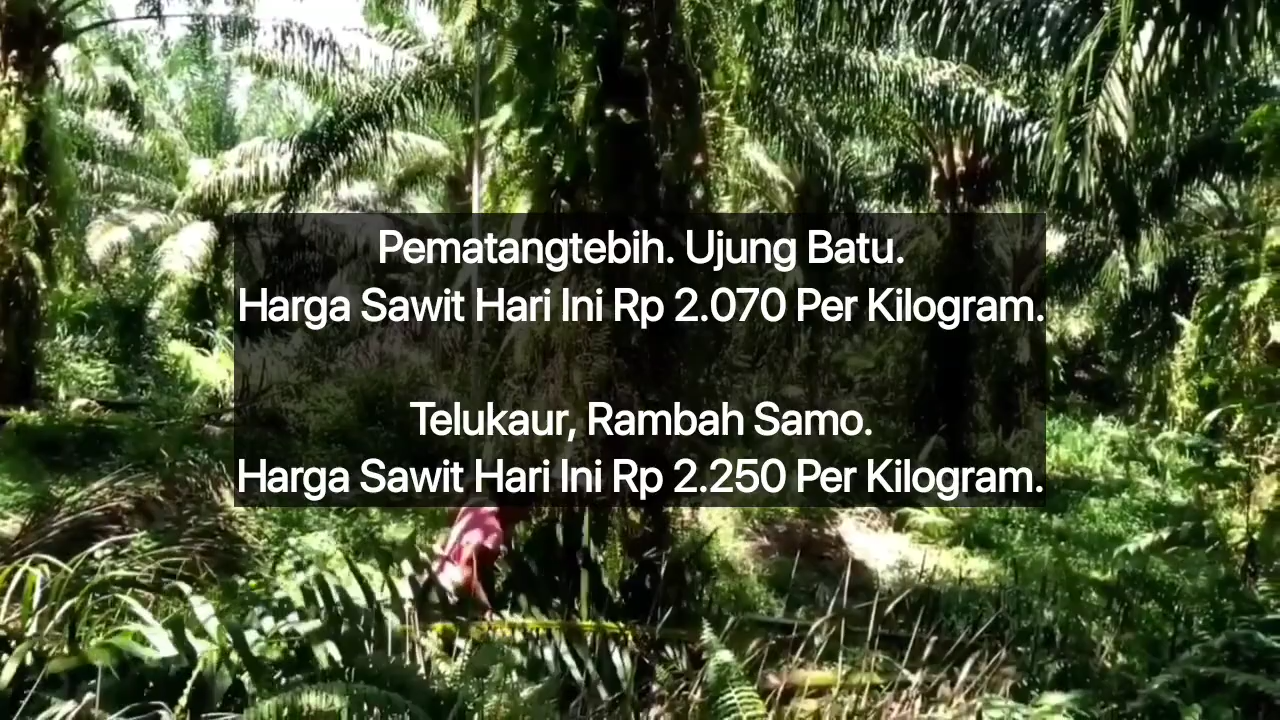 Pematangtebih. Ujung Batu.
Harga Sawit Hari Ini Rp 2.070 Per Kilogram.
Telukaur, Rambah Samo.
Harga Sawit Hari Ini Rp 2.250 Per Kilogram.